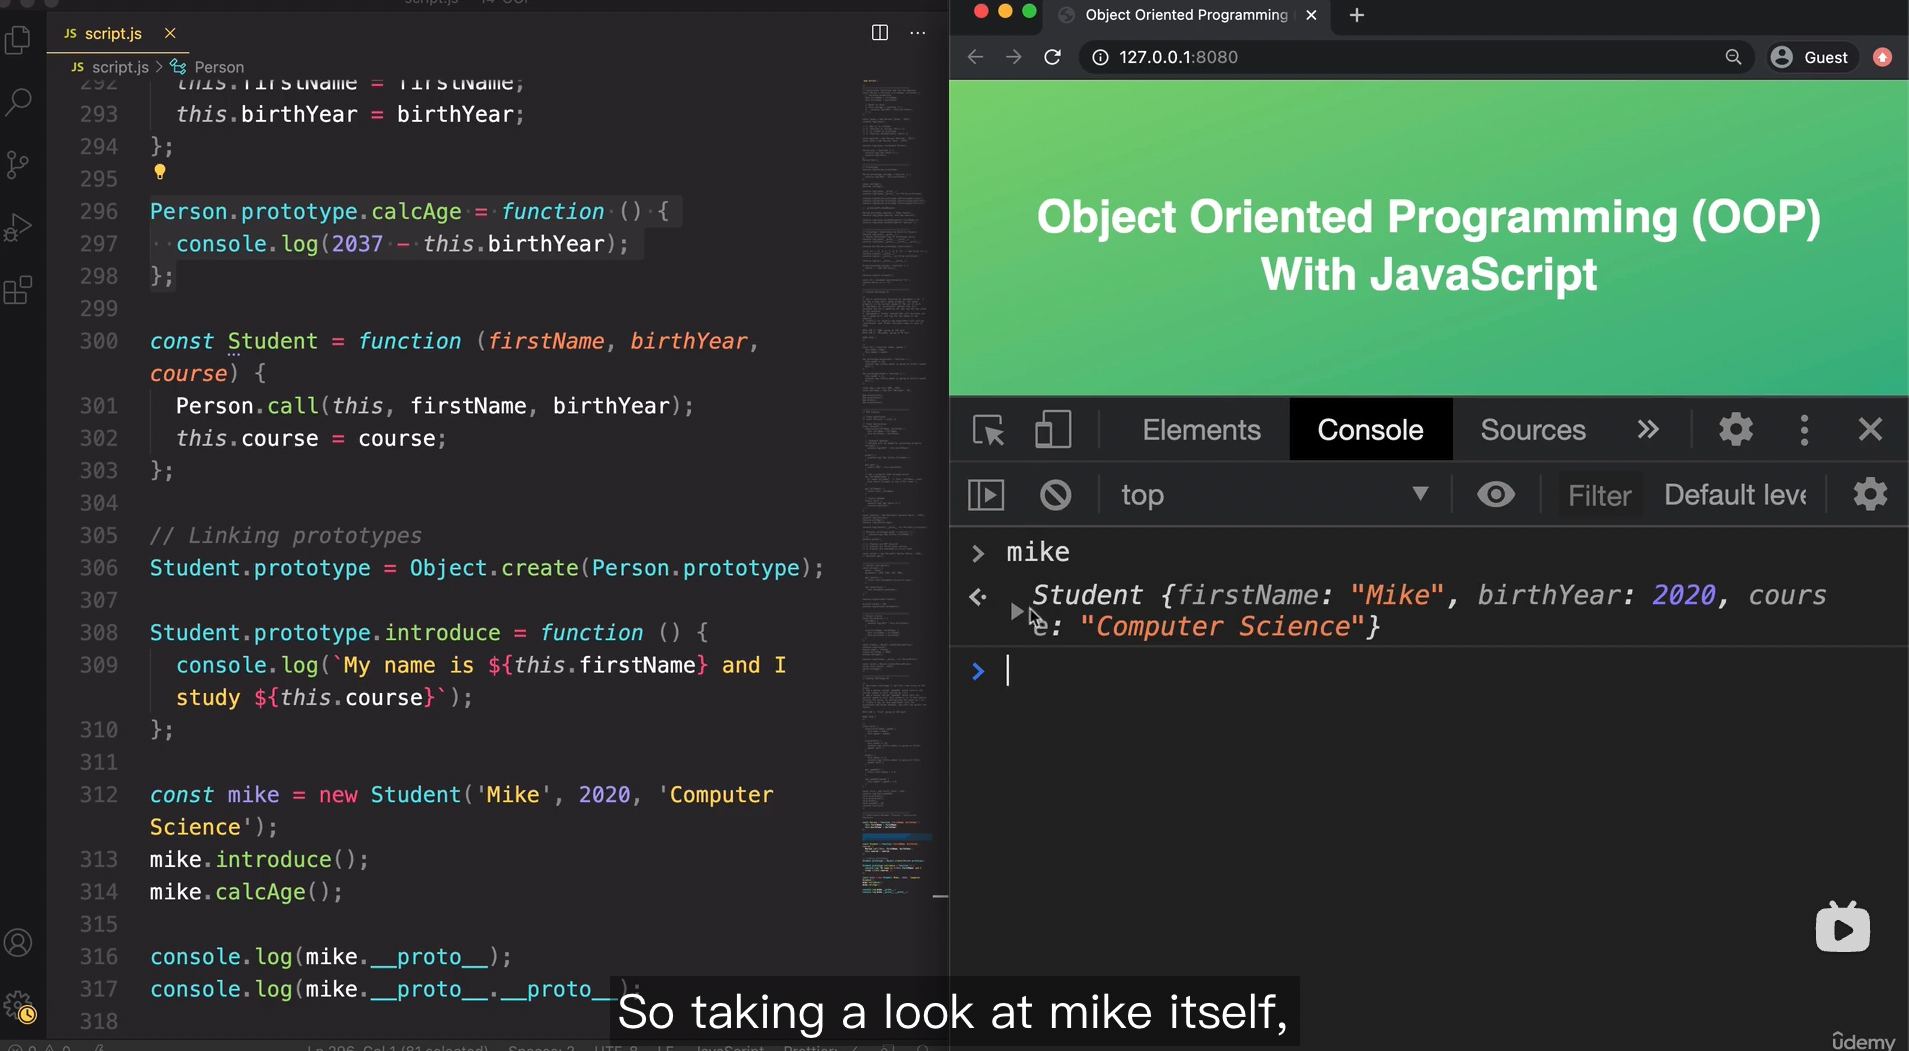 script.js
script.js > Person
292 this.firstName = firstName;
293 this.birthYear = birthYear;
294 };
295
296 Person.prototype.calcAge = function () {
297 console.log(2037 - this.birthYear);
298 };
299
300 const Student = function (firstName, birthYear,
course) {
301 Person.call(this, firstName, birthYear);
302 this.course = course;
303 };
304
305 // Linking prototypes
306 Student.prototype = Object.create(Person.prototype);
307
308 Student.prototype.introduce = function () {
309 console.log(`My name is ${this.firstName} and I
study ${this.course}`);
310 };
311
312 const mike = new Student('Mike', 2020, 'Computer
Science');
313 mike.introduce();
314 mike.calcAge();
315
316 console.log(mike.__proto__);
317 console.log(mike.__proto__.__proto__);
318
Object Oriented Programming
127.0.0.1:8080
Guest
Object Oriented Programming (OOP)
With JavaScript
Elements Console Sources
top Filter Default leve
mike
Student {firstName: "Mike", birthYear: 2020, cours
e: "Computer Science"}
So taking a look at mike itself,
udemy